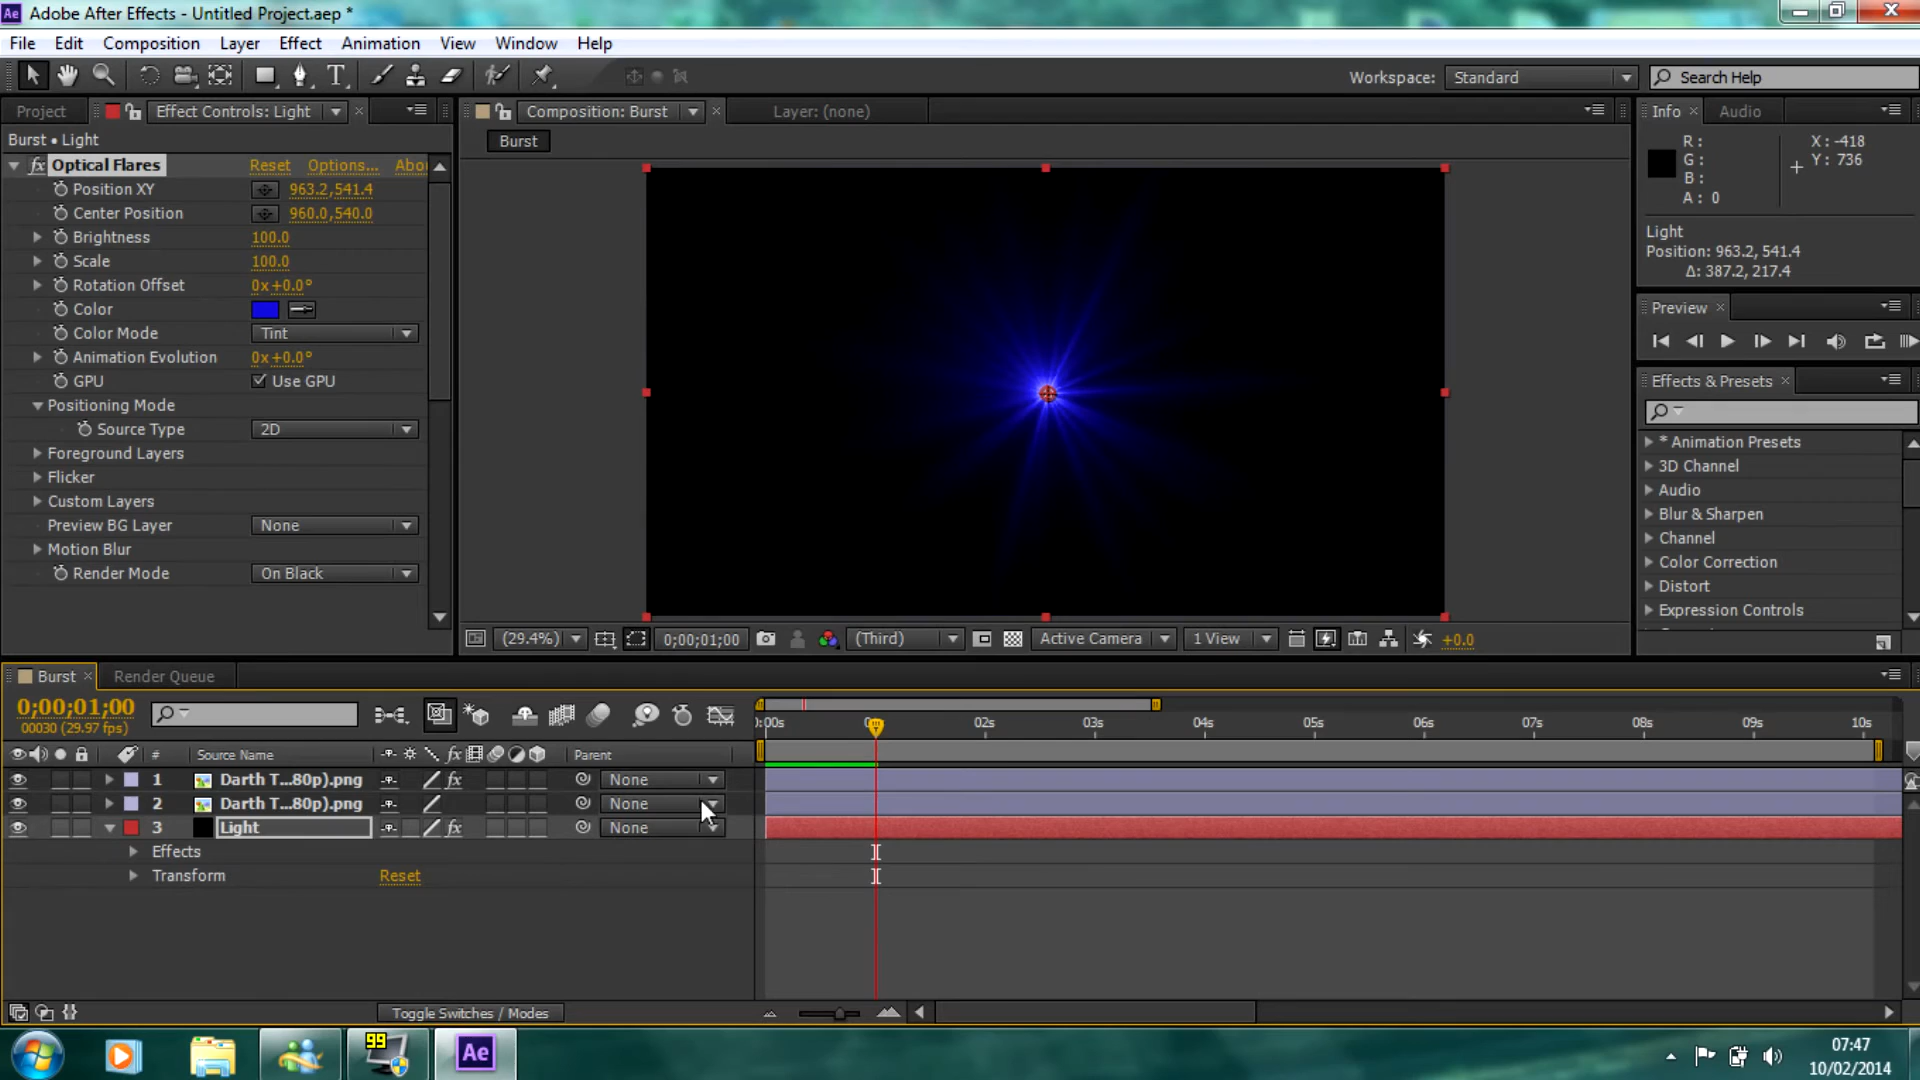 Ae Adobe After Effects - Untitled Project.aep *
File Edit Composition Layer Effect Animation View Window Help
Workspace: Standard Search Help
Project Effect Controls: Light Composition: Burst Layer: (none) Info Audio
Burst • Light
Burst
fx Optical Flares Reset Options... Abo
Position XY 963.2,541.4
Center Position 960.0,540.0
Brightness 100.0
Scale 100.0
Rotation Offset 0x+0.0°
Color
Color Mode Tint
Animation Evolution 0x+0.0°
GPU Use GPU
Positioning Mode
Source Type 2D
Foreground Layers
Flicker
Custom Layers
Preview BG Layer None
Motion Blur
Render Mode On Black
(29.4%) 0;00;01;00 (Third) Active Camera 1 View +0.0
R: X: -418
G: Y: 736
B:
A: 0
Light
Position: 963.2, 541.4
Δ: 387.2, 217.4
Preview
Effects & Presets
* Animation Presets
3D Channel
Audio
Blur & Sharpen
Channel
Color Correction
Distort
Expression Controls
Burst Render Queue
0;00;01;00
00030 (29.97 fps)
0:00s 02s 03s 04s 05s 06s 07s 08s 09s 10s
# Source Name fx Parent
1 Darth T...80p).png fx None
2 Darth T...80p).png None
3 Light fx None
Effects
Transform Reset
Toggle Switches / Modes
99 Ae
07:47
10/02/2014